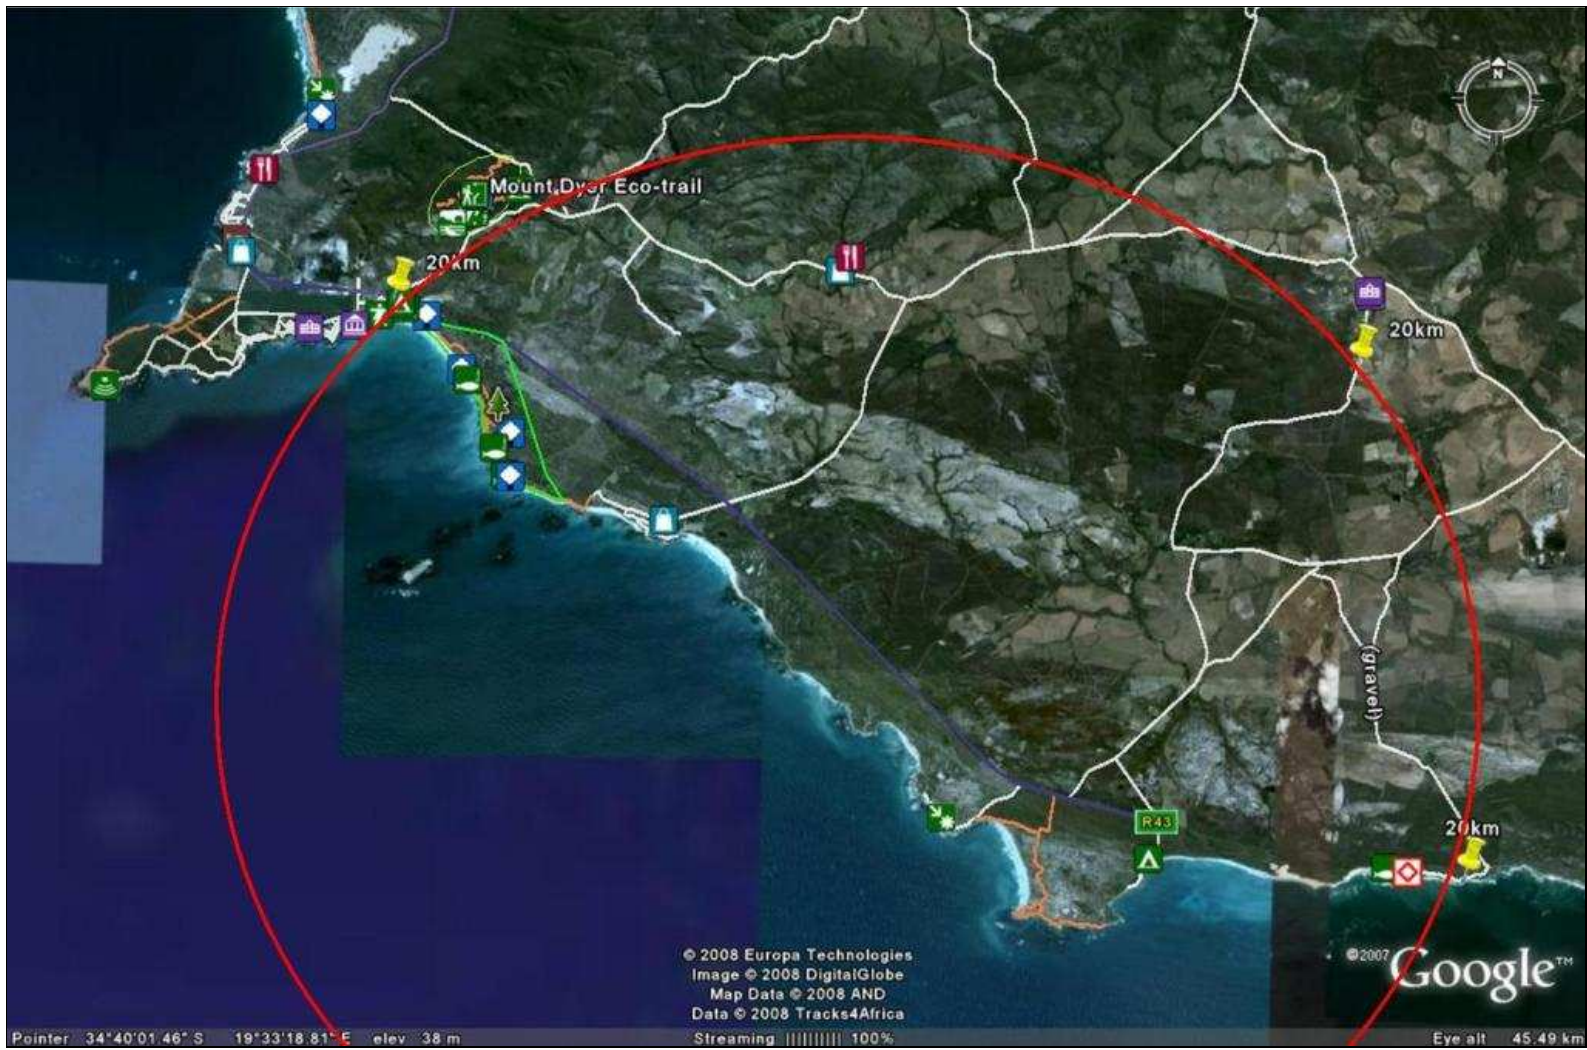 N
Mount Dyer Eco-trail
20km
20km
(gravel)
R43
20km
©2007 Google™
© 2008 Europa Technologies
Image © 2008 DigitalGlobe
Map Data © 2008 AND
Data © 2008 Tracks4Africa
Pointer 34°40'01.46" S 19°33'18.81" E elev 38 m Streaming ||||||||| 100% Eye alt 45.49 km